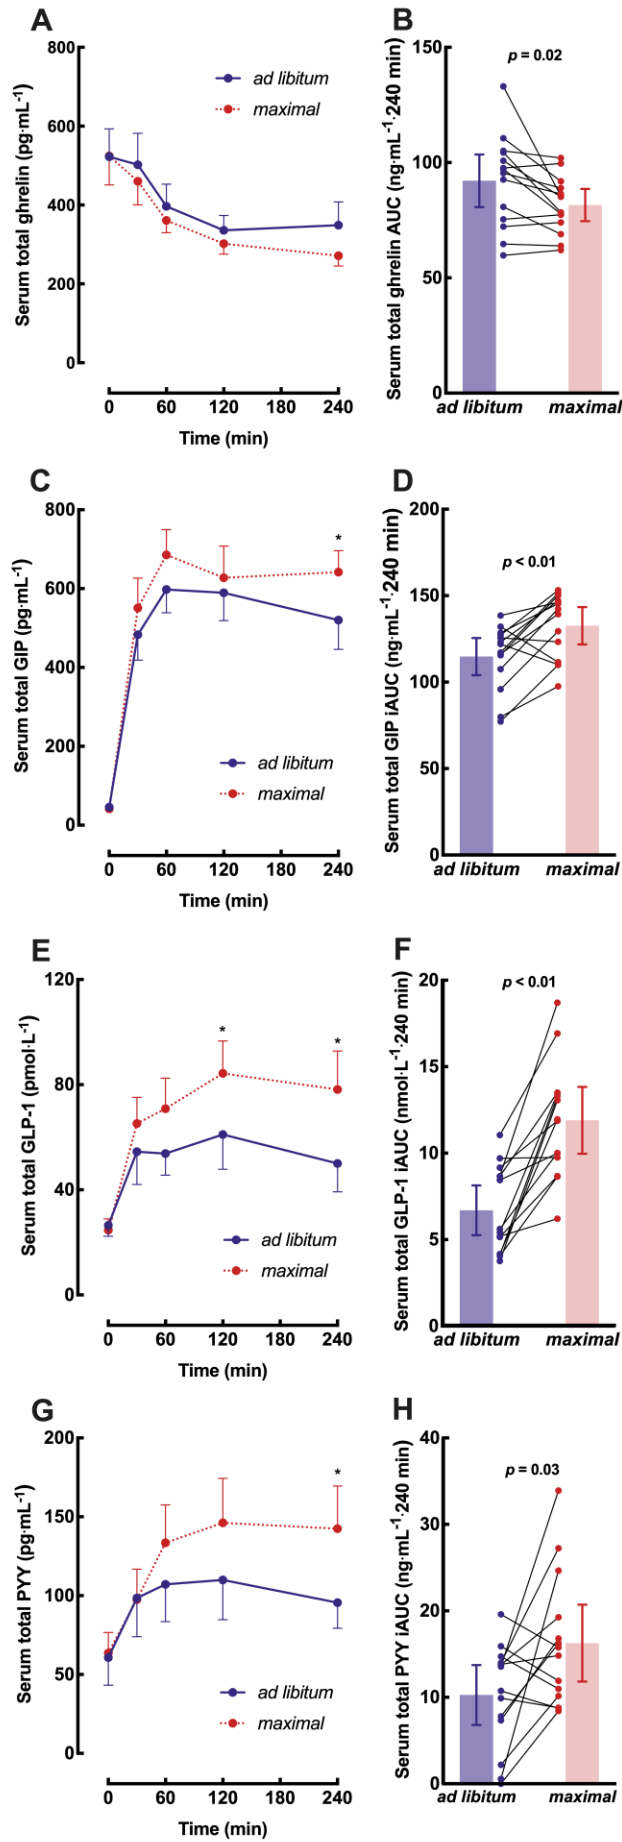 A
800
600
400
200
0
Serum total ghrelin (pg·mL⁻¹)
ad libitum
maximal
0 60 120 180 240
Time (min)
B
p = 0.02
150
100
50
0
Serum total ghrelin AUC (ng·mL⁻¹·240 min)
ad libitum maximal
C
800
600
400
200
0
Serum total GIP (pg·mL⁻¹)
*
ad libitum
maximal
0 60 120 180 240
Time (min)
D
200
150
100
50
0
p < 0.01
Serum total GIP iAUC (ng·mL⁻¹·240 min)
ad libitum maximal
E
120
80
40
0
Serum total GLP-1 (pmol·L⁻¹)
* *
ad libitum
maximal
0 60 120 180 240
Time (min)
F
20
15
10
5
0
p < 0.01
Serum total GLP-1 iAUC (nmol·L⁻¹·240 min)
ad libitum maximal
G
200
150
100
50
0
Serum total PYY (pg·mL⁻¹)
*
ad libitum
maximal
0 60 120 180 240
Time (min)
H
40
30
20
10
0
p = 0.03
Serum total PYY iAUC (ng·mL⁻¹·240 min)
ad libitum maximal